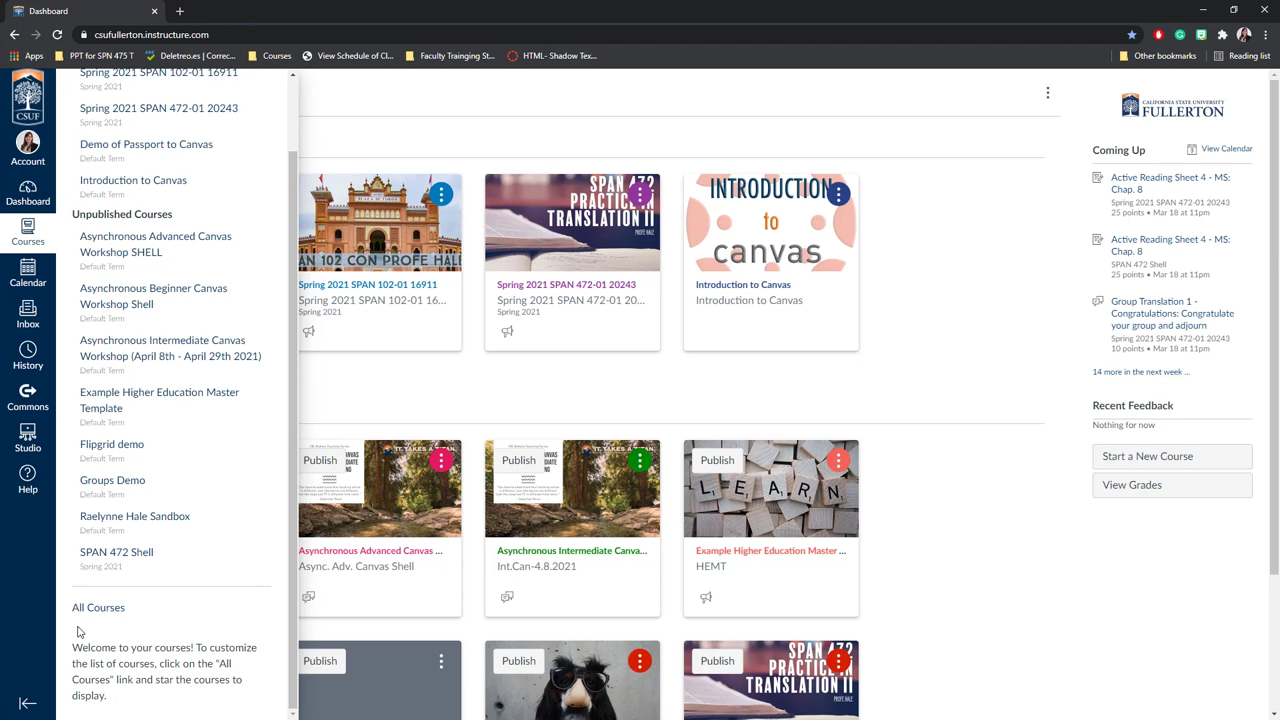 Dashboard
csufullerton.instructure.com
Apps
PPT for SPN 475 T
Deletreo.es | Correc...
Courses
View Schedule of Cl...
Faculty Trainging St...
HTML- Shadow Tex...
Other bookmarks
Reading list
CSUF
Account
Dashboard
Courses
Calendar
Inbox
History
Commons
Studio
Help
Spring 2021 SPAN 102-01 16911
Spring 2021
Spring 2021 SPAN 472-01 20243
Spring 2021
Demo of Passport to Canvas
Default Term
Introduction to Canvas
Default Term
Unpublished Courses
Asynchronous Advanced Canvas
Workshop SHELL
Default Term
Asynchronous Beginner Canvas
Workshop Shell
Default Term
Asynchronous Intermediate Canvas
Workshop (April 8th - April 29th 2021)
Default Term
Example Higher Education Master
Template
Default Term
Flipgrid demo
Default Term
Groups Demo
Default Term
Raelynne Hale Sandbox
Default Term
SPAN 472 Shell
Spring 2021
All Courses
Welcome to your courses! To customize
the list of courses, click on the "All
Courses" link and star the courses to
display.
AN 102 CON PROFE HALE
Spring 2021 SPAN 102-01 16911
Spring 2021 SPAN 102-01 16...
Spring 2021
SPAN 472
PRACTICE IN
TRANSLATION II
PROFE HALE
Spring 2021 SPAN 472-01 20243
Spring 2021 SPAN 472-01 20...
Spring 2021
INTRODUCTION
to
canvas
Introduction to Canvas
Introduction to Canvas
Publish
IT TAKES A TITAN.
Asynchronous Advanced Canvas ...
Async. Adv. Canvas Shell
Publish
IT TAKES A TITAN.
Asynchronous Intermediate Canva...
Int.Can-4.8.2021
Publish
LEARN
Example Higher Education Master ...
HEMT
Publish
Publish
Publish
SPAN 472
PRACTICE IN
TRANSLATION II
PROFE HALE
CALIFORNIA STATE UNIVERSITY
FULLERTON
Coming Up
View Calendar
Active Reading Sheet 4 - MS:
Chap. 8
Spring 2021 SPAN 472-01 20243
25 points • Mar 18 at 11pm
Active Reading Sheet 4 - MS:
Chap. 8
SPAN 472 Shell
25 points • Mar 18 at 11pm
Group Translation 1 -
Congratulations: Congratulate
your group and adjourn
Spring 2021 SPAN 472-01 20243
10 points • Mar 18 at 11pm
14 more in the next week ...
Recent Feedback
Nothing for now
Start a New Course
View Grades